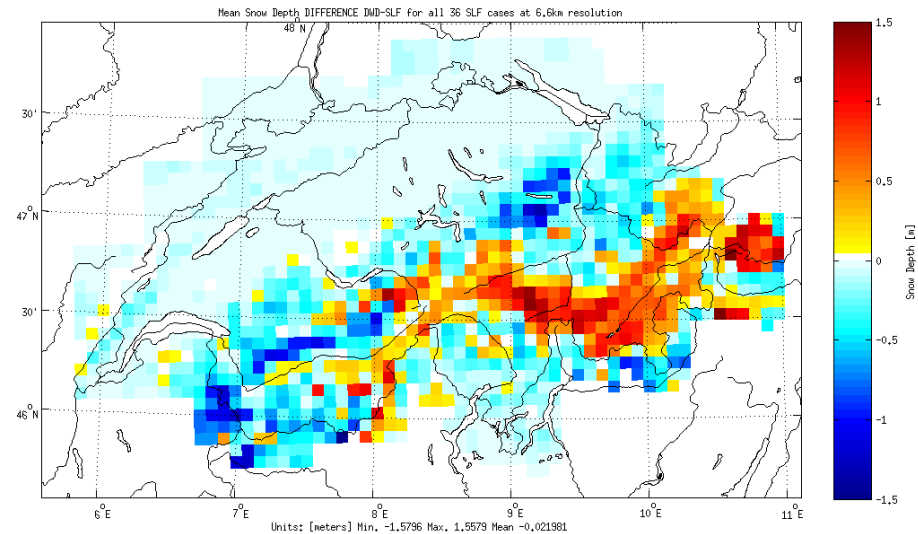 Mean Snow Depth DIFFERENCE DWD-SLF for all 36 SLF cases at 6.6km resolution
48°N
30'
47°N
30'
46°N
6°E
7°E
8°E
9°E
10°E
11°E
Units: [meters] Min. -1.5796 Max. 1.5579 Mean -0.021981
1.5
1
0.5
0
-0.5
-1
-1.5
Snow Depth [m]